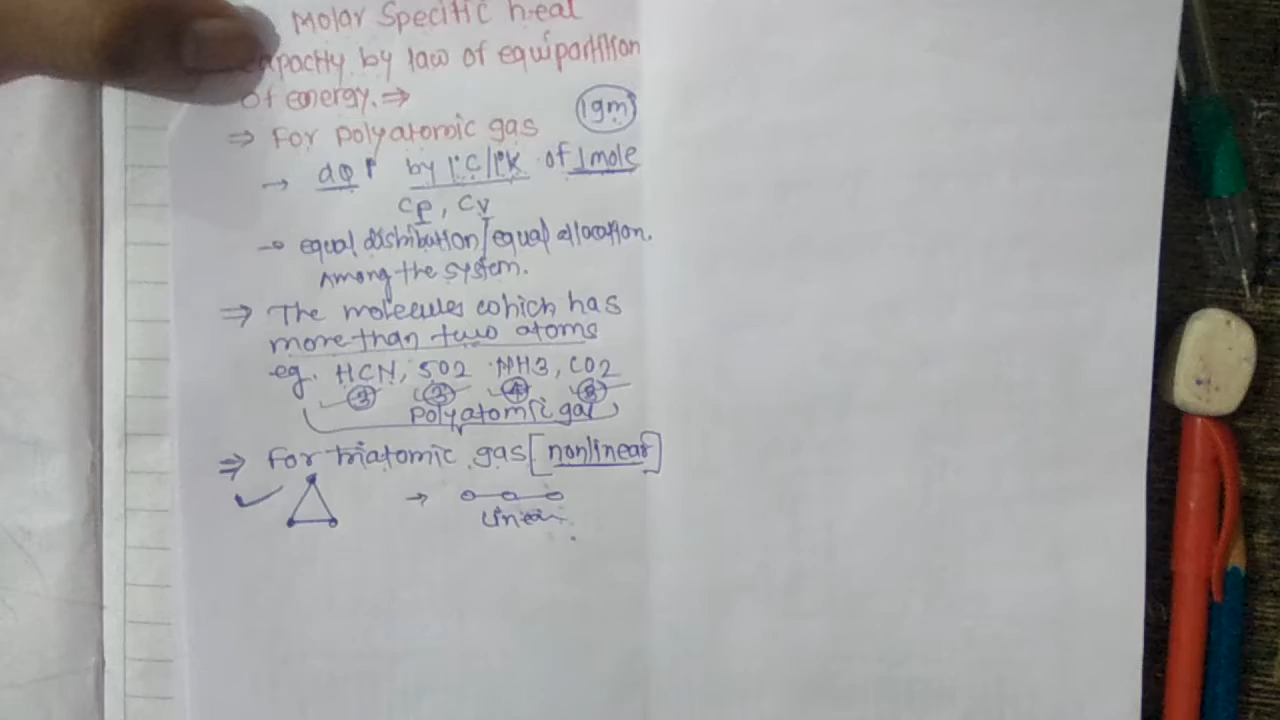 Molar Specific heat
capacity by law of equipartition
of energy. ⇒
1gm
⇒ For polyatomic gas
→ dQ↑ by 1°C/1°K of 1mole
Cp, Cv
→ equal distribution/equal allocation.
Among the system.
⇒ The molecules which has
more than two atoms
eg. HCN, SO2 NH3, CO2
3 3 4 3
Polyatomic gas
⇒ For triatomic gas [nonlinear]
→
Linear